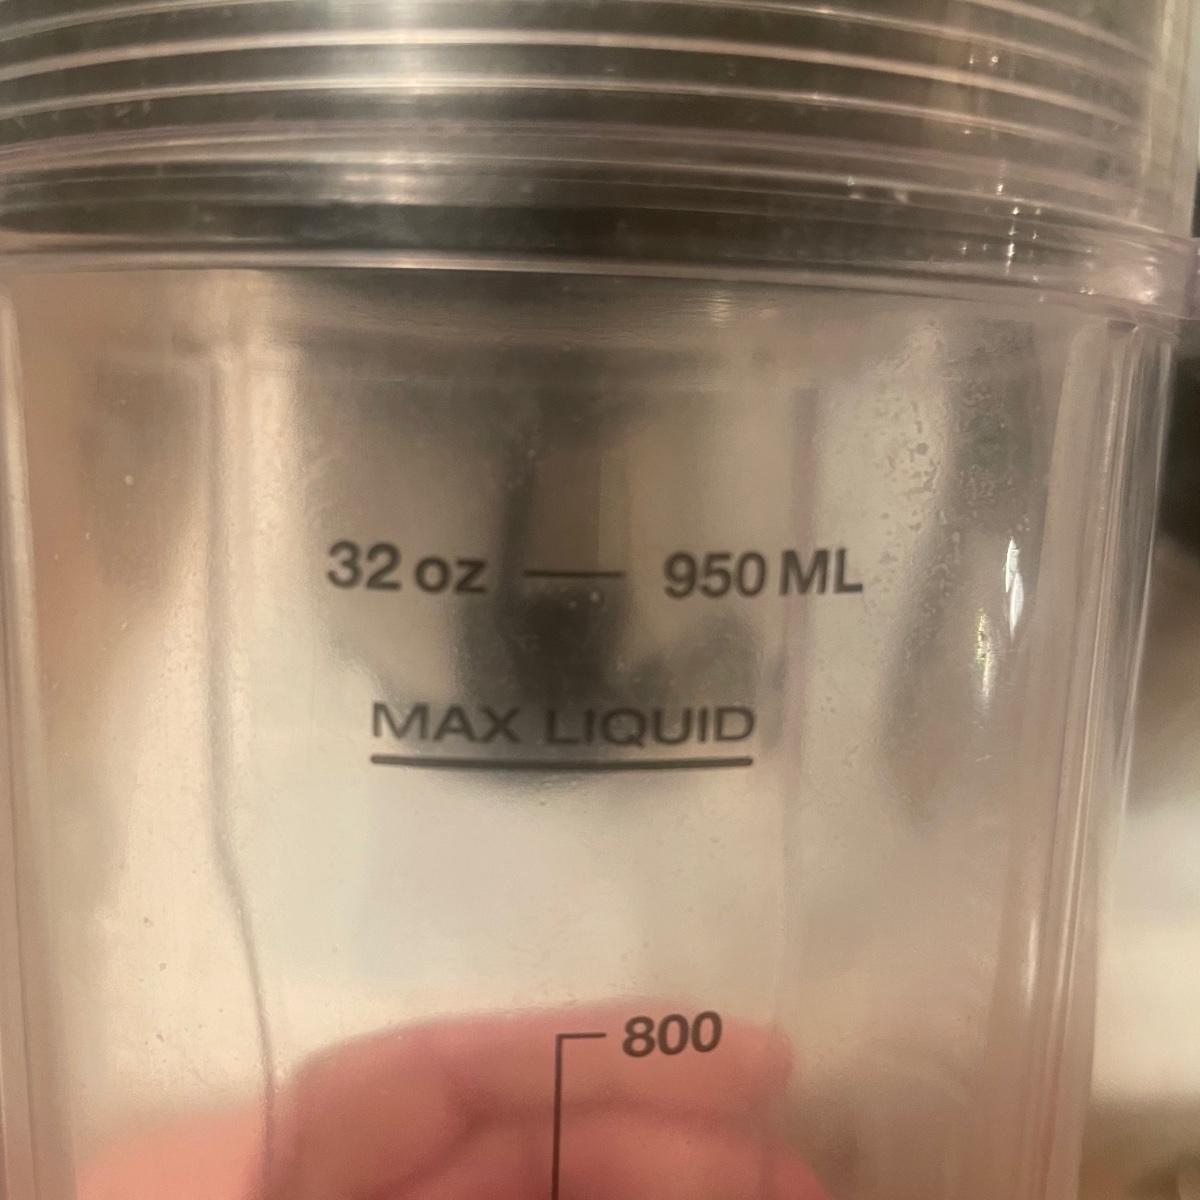 32 oz — 950 ML
MAX LIQUID
800